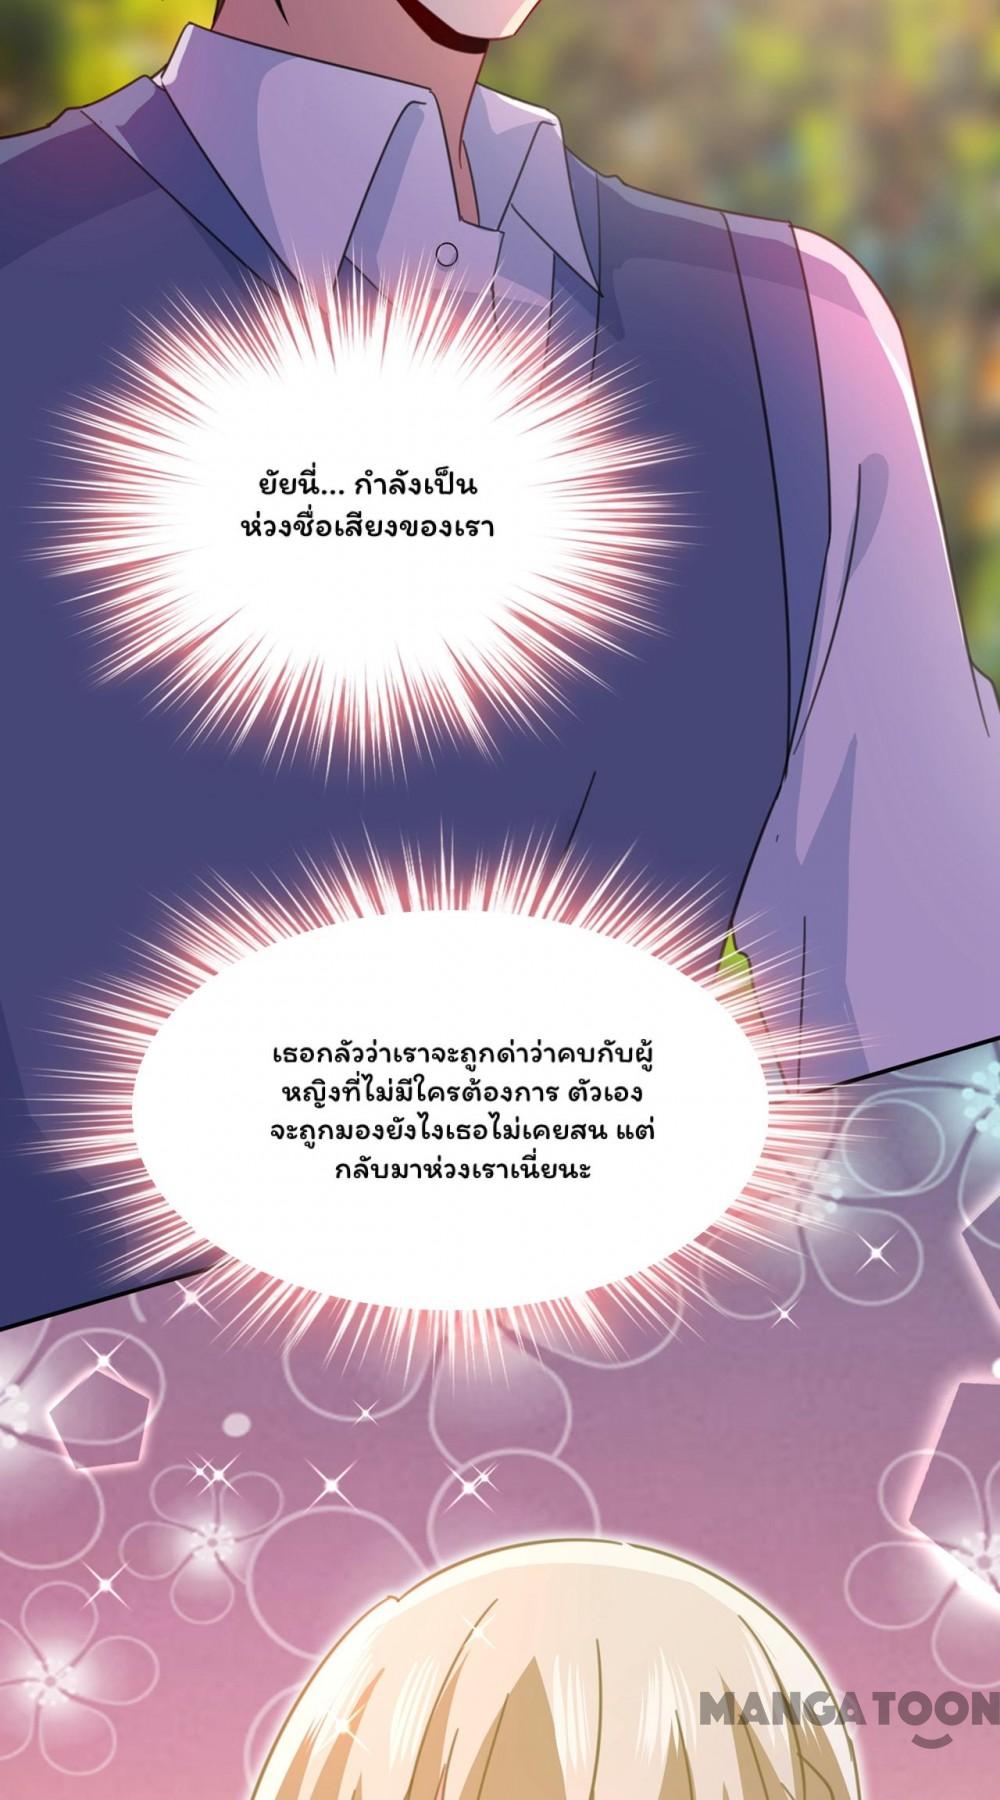 ยัยนี่... กำลังเป็น
ห่วงชื่อเสียงของเรา
เธอกลัวว่าเราจะถูกด่าว่าคบกับผู้
หญิงที่ไม่มีใครต้องการ ตัวเอง
จะถูกมองยังไงเธอไม่เคยสน แต่
กลับมาห่วงเราเนี่ยนะ
MANGATOON